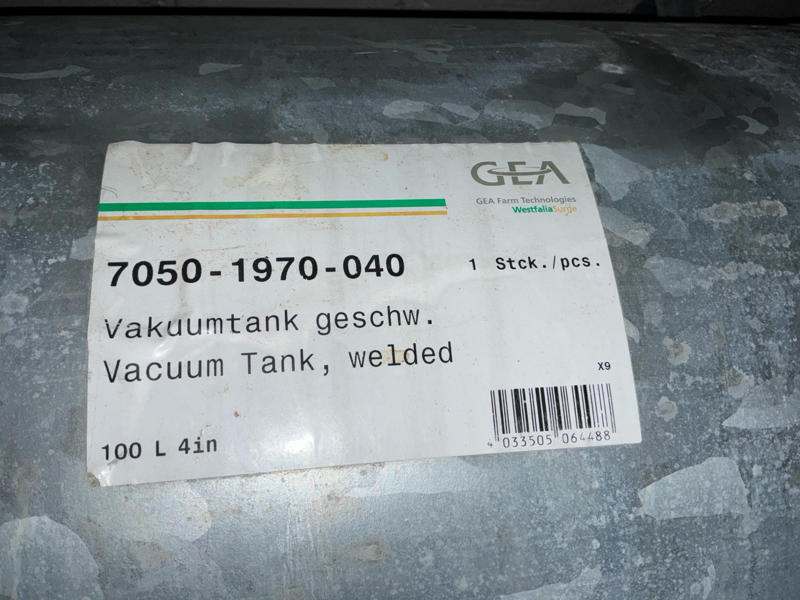 GEA
GEA Farm Technologies
WestfaliaSurge
7050-1970-040
1 Stck./pcs.
Vakuumtank geschw.
Vacuum Tank, welded
X9
100 L 4in
4 033505 064488